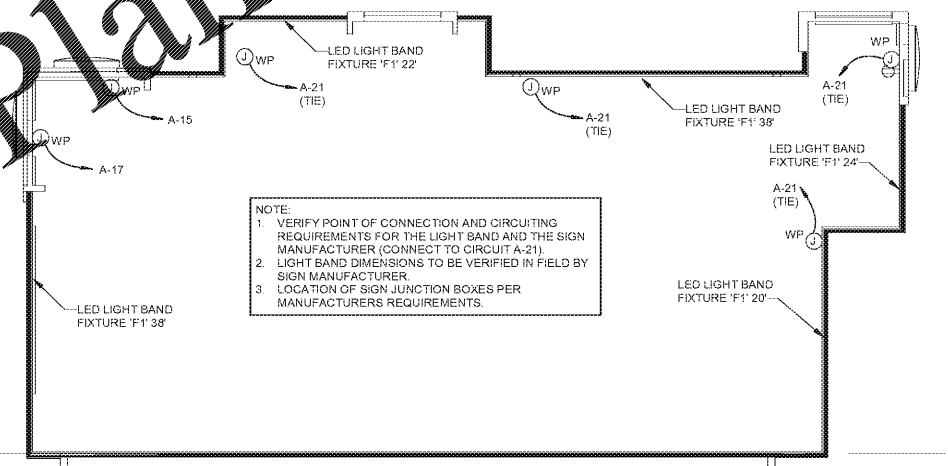 Plan
LED LIGHT BAND
FIXTURE 'F1' 22'
J WP
A-21
(TIE)
J WP
A-15
J WP
A-17
J WP
A-21
(TIE)
LED LIGHT BAND
FIXTURE 'F1' 38'
WP
J
A-21
(TIE)
LED LIGHT BAND
FIXTURE 'F1' 24'
A-21
(TIE)
WP J
NOTE:
1. VERIFY POINT OF CONNECTION AND CIRCUITING
REQUIREMENTS FOR THE LIGHT BAND AND THE SIGN
MANUFACTURER (CONNECT TO CIRCUIT A-21).
2. LIGHT BAND DIMENSIONS TO BE VERIFIED IN FIELD BY
SIGN MANUFACTURER.
3. LOCATION OF SIGN JUNCTION BOXES PER
MANUFACTURERS REQUIREMENTS.
LED LIGHT BAND
FIXTURE 'F1' 38'
LED LIGHT BAND
FIXTURE 'F1' 20'